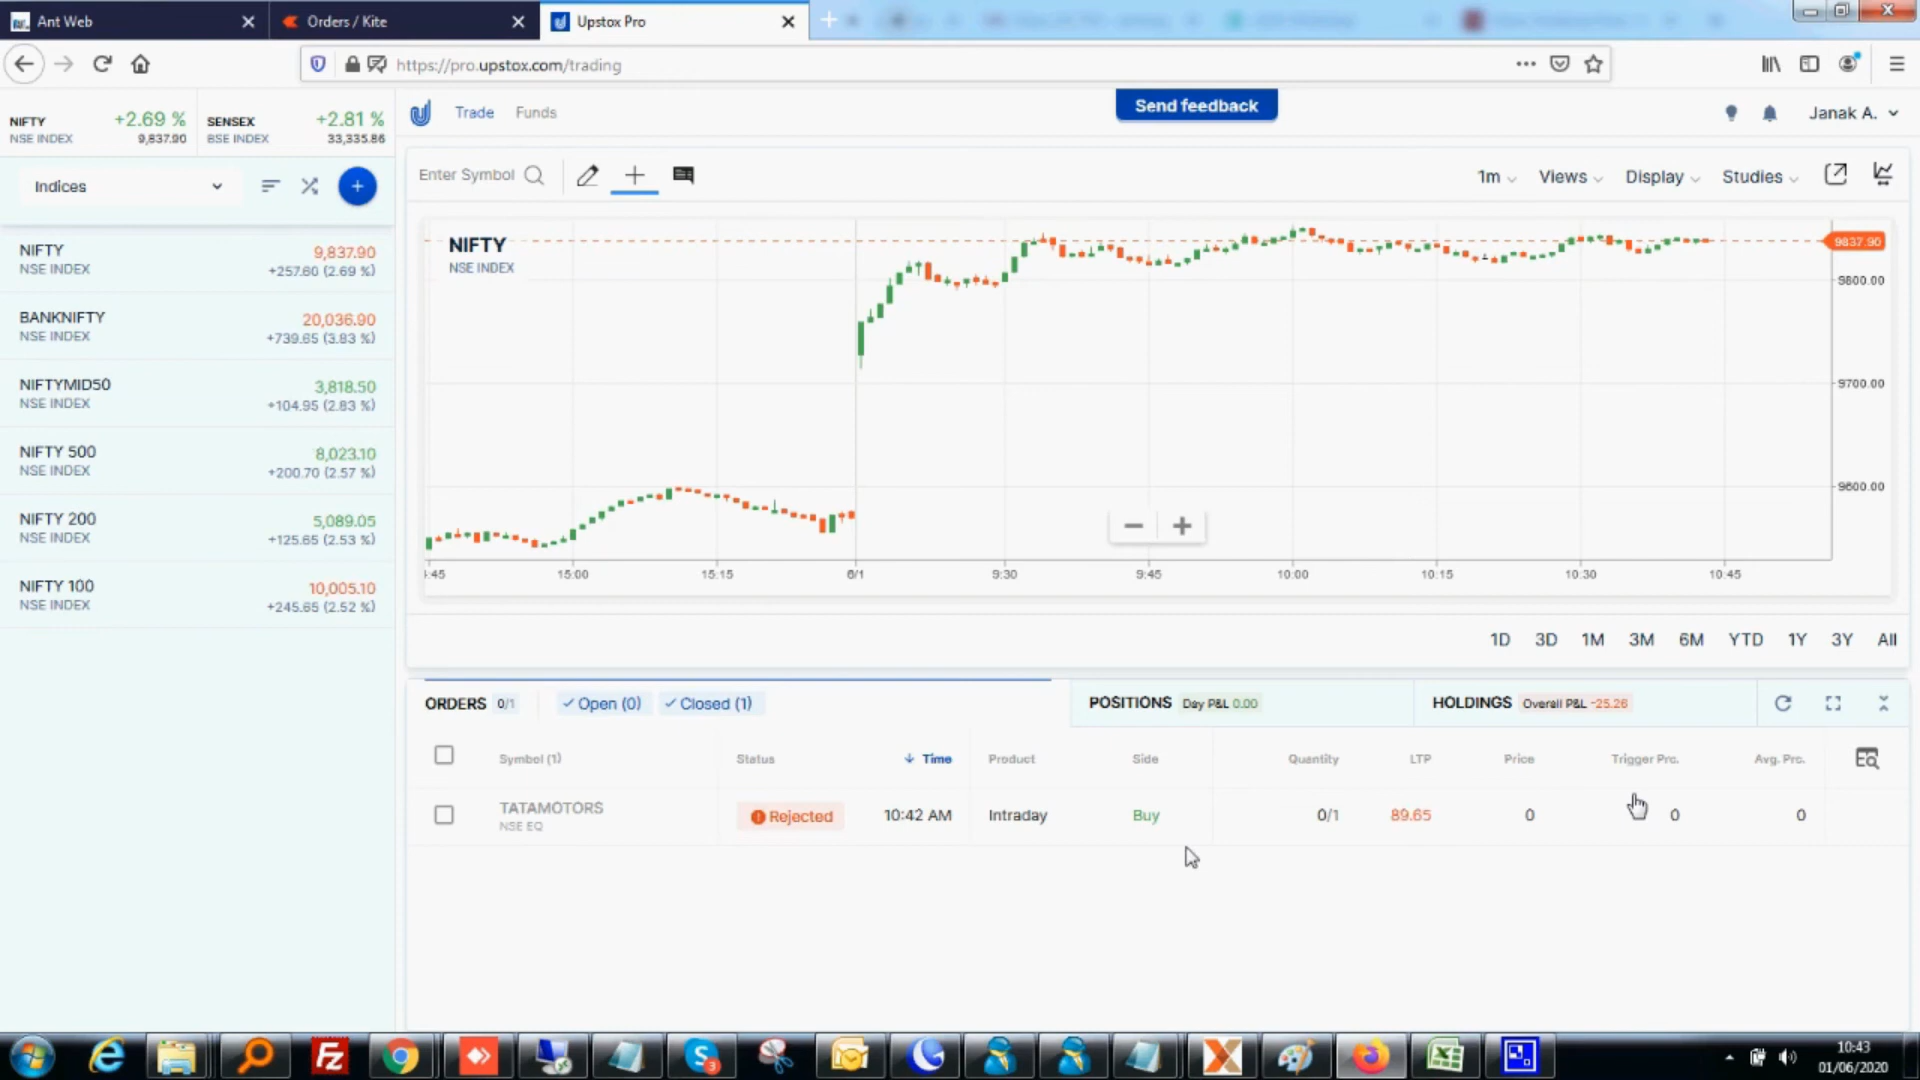 Ant Web
Orders / Kite
Upstox Pro
https://pro.upstox.com/trading
NIFTY +2.69 %
NSE INDEX 9,837.90
SENSEX +2.81 %
BSE INDEX 33,335.86
Trade Funds
Send feedback
Janak A.
Indices
Enter Symbol
1m Views Display Studies
NIFTY 9,837.90
NSE INDEX +257.60 (2.69 %)
BANKNIFTY 20,036.90
NSE INDEX +739.65 (3.83 %)
NIFTYMID50 3,818.50
NSE INDEX +104.95 (2.83 %)
NIFTY 500 8,023.10
NSE INDEX +200.70 (2.57 %)
NIFTY 200 5,089.05
NSE INDEX +125.65 (2.53 %)
NIFTY 100 10,005.10
NSE INDEX +245.65 (2.52 %)
NIFTY
NSE INDEX
9837.90
9800.00
9700.00
9600.00
:45 15:00 15:15 6/1 9:30 9:45 10:00 10:15 10:30 10:45
1D 3D 1M 3M 6M YTD 1Y 3Y All
ORDERS 0/1 Open (0) Closed (1)
POSITIONS Day P&L 0.00
HOLDINGS Overall P&L -25.26
Symbol (1) Status Time Product Side Quantity LTP Price Trigger Prc. Avg. Prc.
TATAMOTORS Rejected 10:42 AM Intraday Buy 0/1 89.65 0 0 0
NSE EQ
10:43
01/06/2020